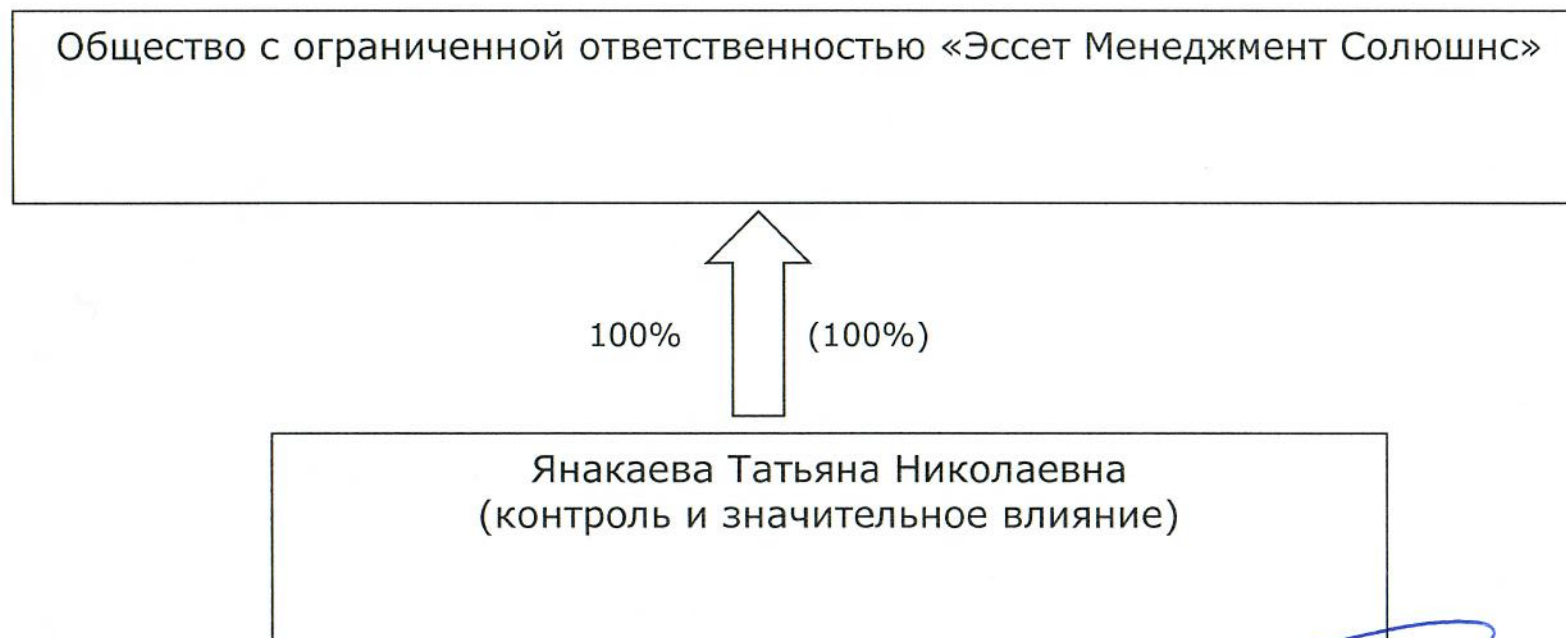 Общество с ограниченной ответственностью «Эссет Менеджмент Солюшнс»
100% (100%)
Янакаева Татьяна Николаевна
(контроль и значительное влияние)